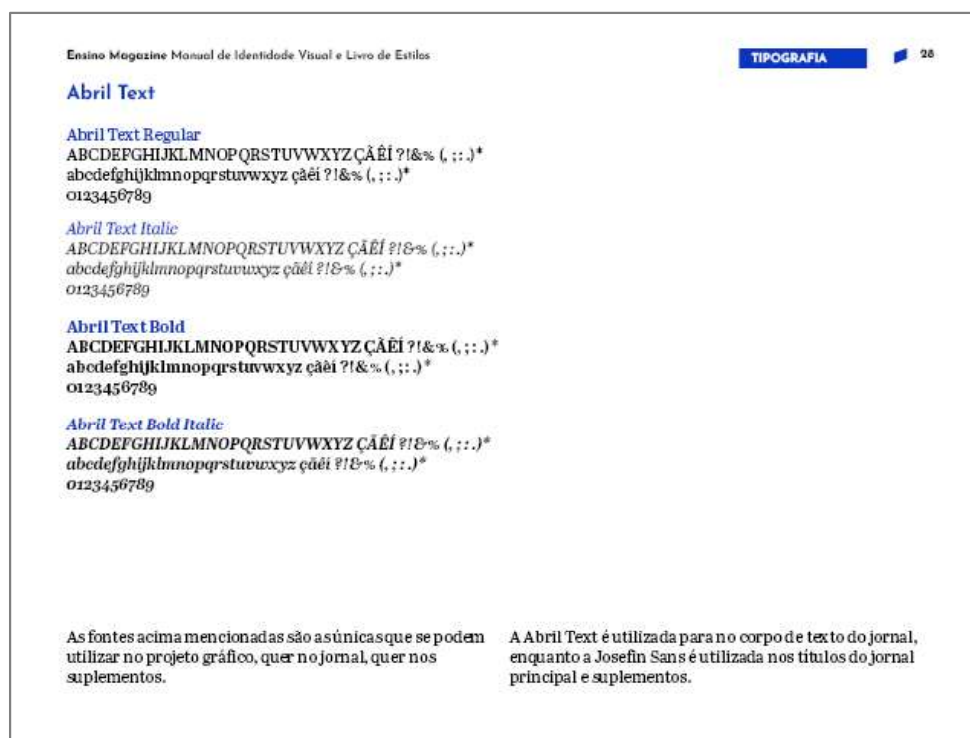 Ensino Magazine Manual de Identidade Visual e Livro de Estilos
TIPOGRAFIA
28
Abril Text
Abril Text Regular
ABCDEFGHIJKLMNOPQRSTUVWXYZ ÇÃÊÍ ?!&% (, ; : .)*
abcdefghijklmnopqrstuvwxyz çãêí ?!&% (, ; : .)*
0123456789
Abril Text Italic
ABCDEFGHIJKLMNOPQRSTUVWXYZ ÇÃÊÍ ?!&% (, ; : .)*
abcdefghijklmnopqrstuvwxyz çãêí ?!&% (, ; : .)*
0123456789
Abril Text Bold
ABCDEFGHIJKLMNOPQRSTUVWXYZ ÇÃÊÍ ?!&% (, ; : .)*
abcdefghijklmnopqrstuvwxyz çãêí ?!&% (, ; : .)*
0123456789
Abril Text Bold Italic
ABCDEFGHIJKLMNOPQRSTUVWXYZ ÇÃÊÍ ?!&% (, ; : .)*
abcdefghijklmnopqrstuvwxyz çãêí ?!&% (, ; : .)*
0123456789
As fontes acima mencionadas são as únicas que se podem
utilizar no projeto gráfico, quer no jornal, quer nos
suplementos.
A Abril Text é utilizada para no corpo de texto do jornal,
enquanto a Josefin Sans é utilizada nos títulos do jornal
principal e suplementos.